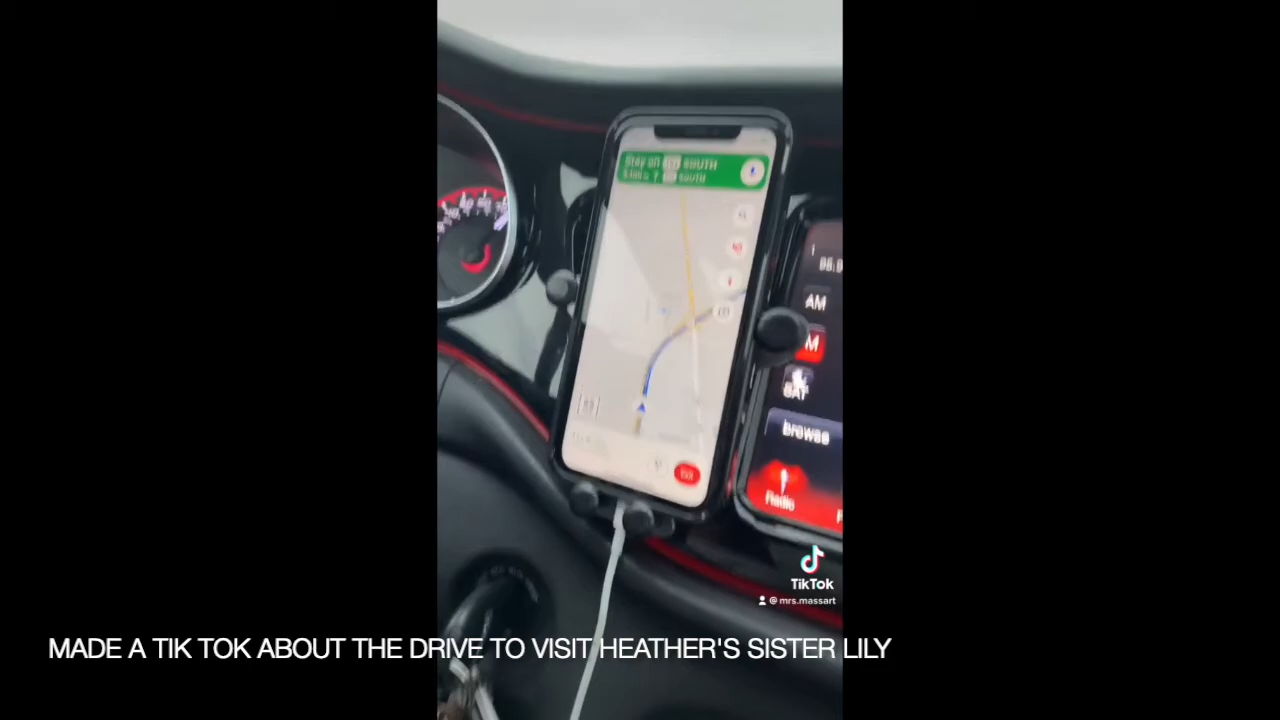 Stay on SOUTH
SOUTH
AM
browse
Radio
TikTok
@mrs.massart
MADE A TIK TOK ABOUT THE DRIVE TO VISIT HEATHER'S SISTER LILY